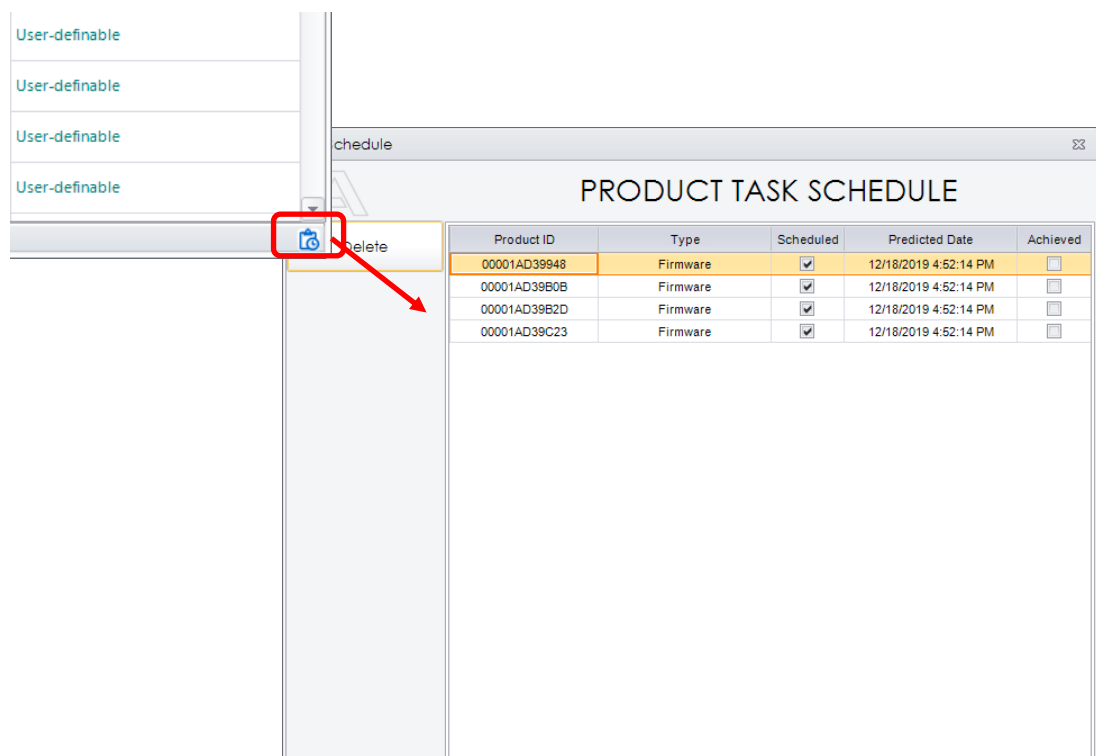 User-definable
User-definable
User-definable
User-definable
chedule
PRODUCT TASK SCHEDULE
Delete
Product ID Type Scheduled Predicted Date Achieved
00001AD39948 Firmware 12/18/2019 4:52:14 PM
00001AD39B0B Firmware 12/18/2019 4:52:14 PM
00001AD39B2D Firmware 12/18/2019 4:52:14 PM
00001AD39C23 Firmware 12/18/2019 4:52:14 PM